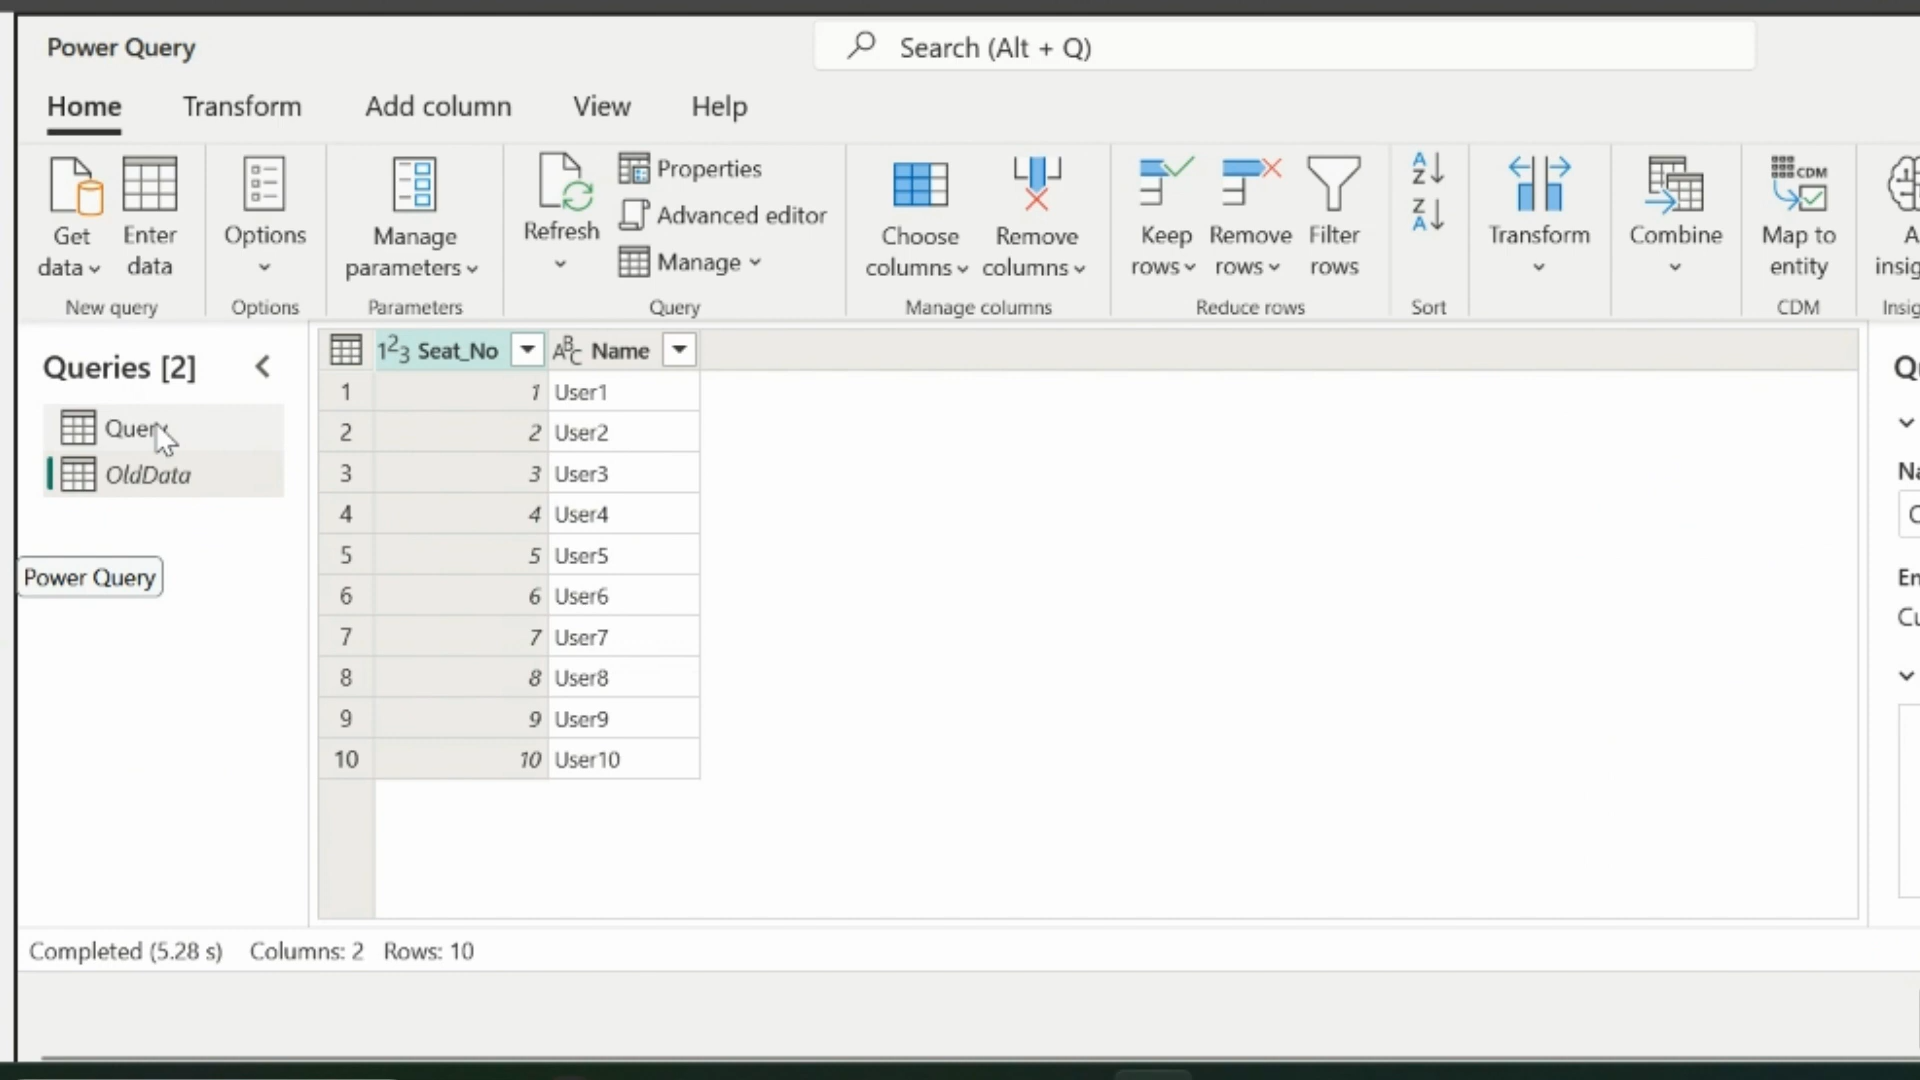 Power Query
Search (Alt + Q)
Home Transform Add column View Help
Get data
Enter data
Options
Manage parameters
Refresh
Properties
Advanced editor
Manage
Choose columns
Remove columns
Keep rows
Remove rows
Filter rows
A Z
Z A
Transform
Combine
CDM
Map to entity
New query
Options
Parameters
Query
Manage columns
Reduce rows
Sort
CDM
Queries [2]
Query
OldData
Power Query
123 Seat_No ABC Name
1 1 User1
2 2 User2
3 3 User3
4 4 User4
5 5 User5
6 6 User6
7 7 User7
8 8 User8
9 9 User9
10 10 User10
Completed (5.28 s) Columns: 2 Rows: 10